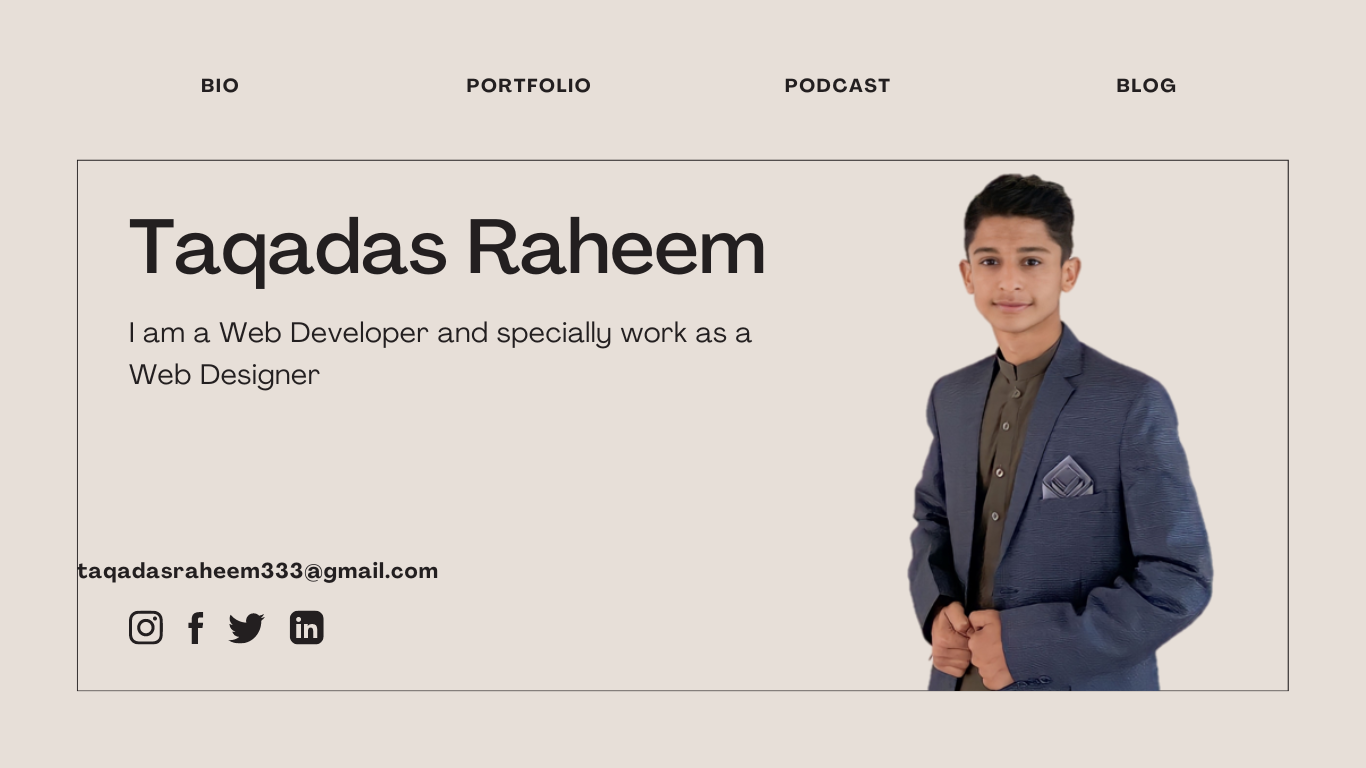 BIO PORTFOLIO PODCAST BLOG
Taqadas Raheem
I am a Web Developer and specially work as a
Web Designer
taqadasraheem333@gmail.com